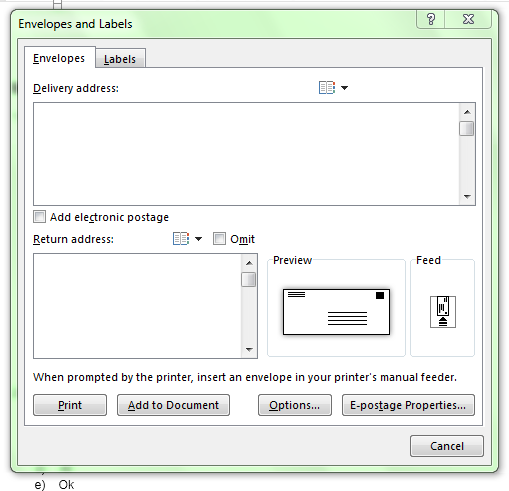 Envelopes and Labels
Envelopes Labels
Delivery address:
Add electronic postage
Return address: Omit
Preview Feed
When prompted by the printer, insert an envelope in your printer's manual feeder.
Print Add to Document Options... E-postage Properties...
Cancel
e) Ok